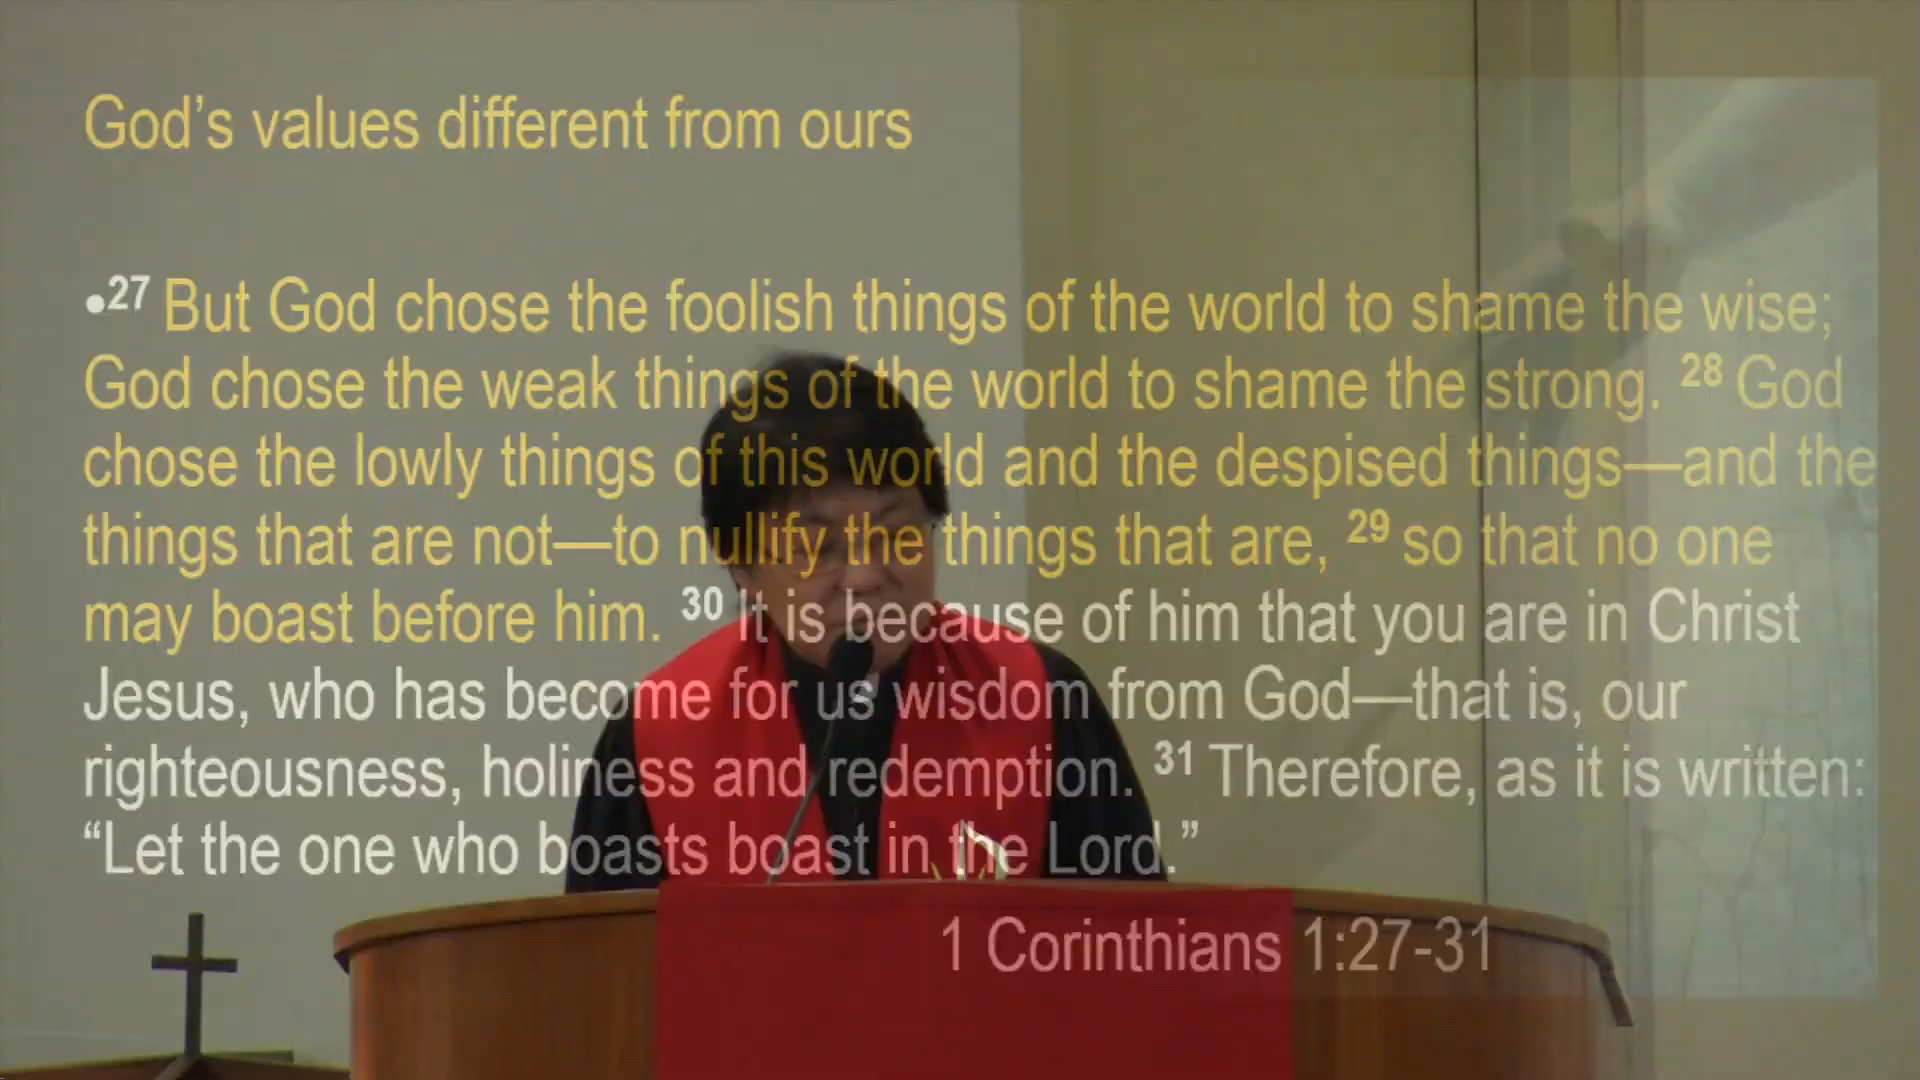 God’s values different from ours
•27 But God chose the foolish things of the world to shame the wise;
God chose the weak things of the world to shame the strong. 28 God
chose the lowly things of this world and the despised things—and the
things that are not—to nullify the things that are, 29 so that no one
may boast before him. 30 It is because of him that you are in Christ
Jesus, who has become for us wisdom from God—that is, our
righteousness, holiness and redemption. 31 Therefore, as it is written:
“Let the one who boasts boast in the Lord.”
1 Corinthians 1:27-31